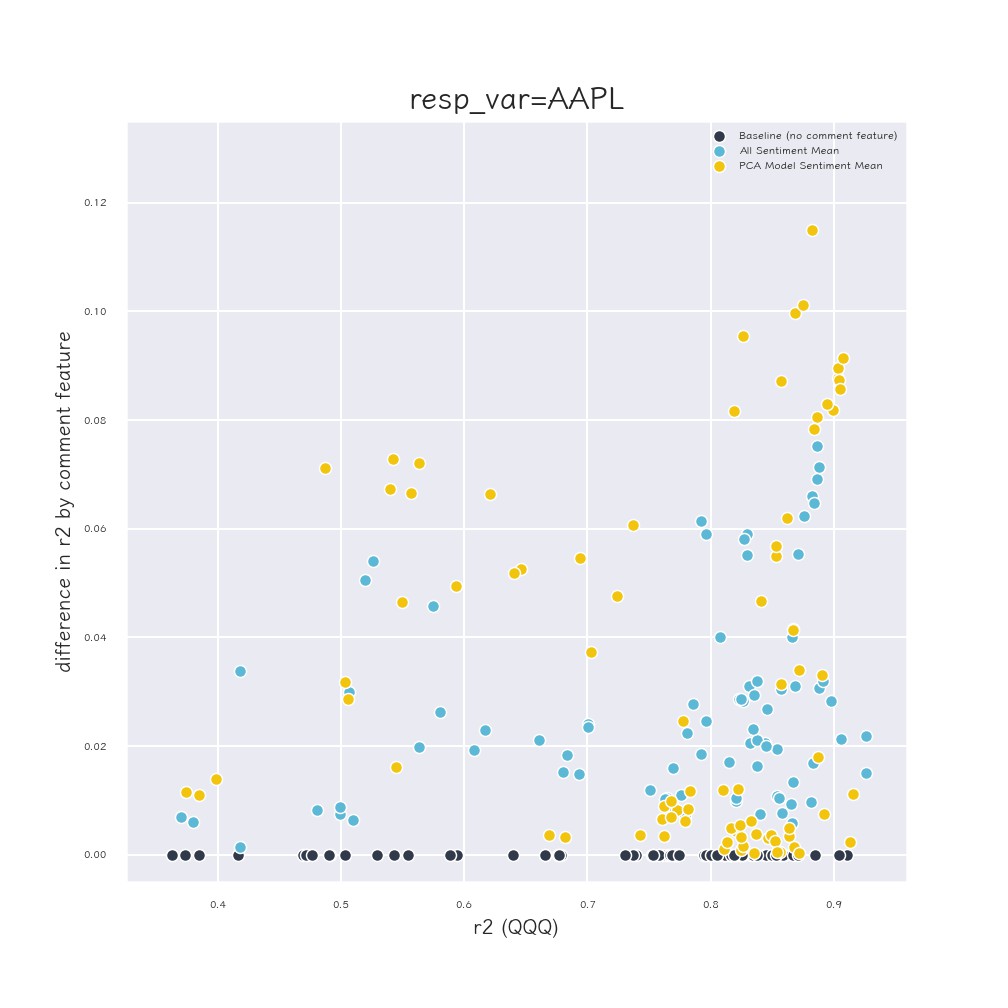 resp_var=AAPL
Baseline (no comment feature)
All Sentiment Mean
PCA Model Sentiment Mean
difference in r2 by comment feature
0.12
0.10
0.08
0.06
0.04
0.02
0.00
0.4 0.5 0.6 0.7 0.8 0.9
r2 (QQQ)